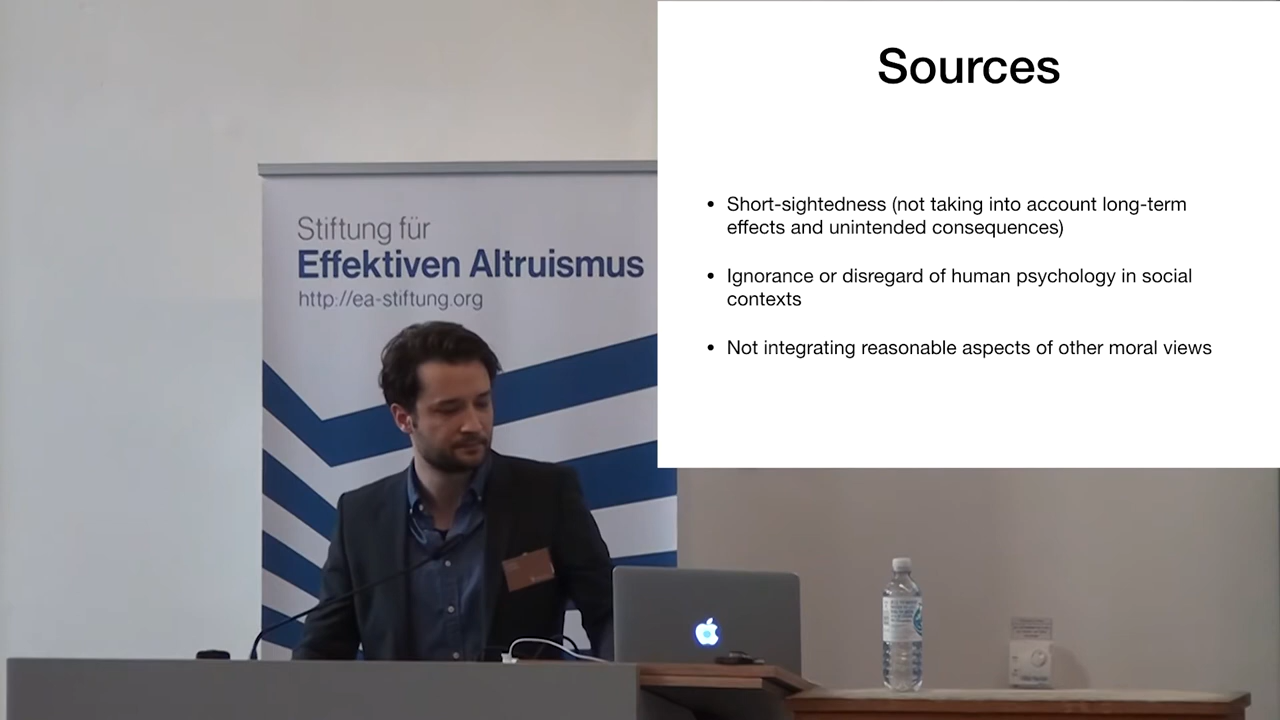 Sources
• Short-sightedness (not taking into account long-term
effects and unintended consequences)
• Ignorance or disregard of human psychology in social
contexts
• Not integrating reasonable aspects of other moral views
Stiftung für
Effektiven Altruismus
http://ea-stiftung.org